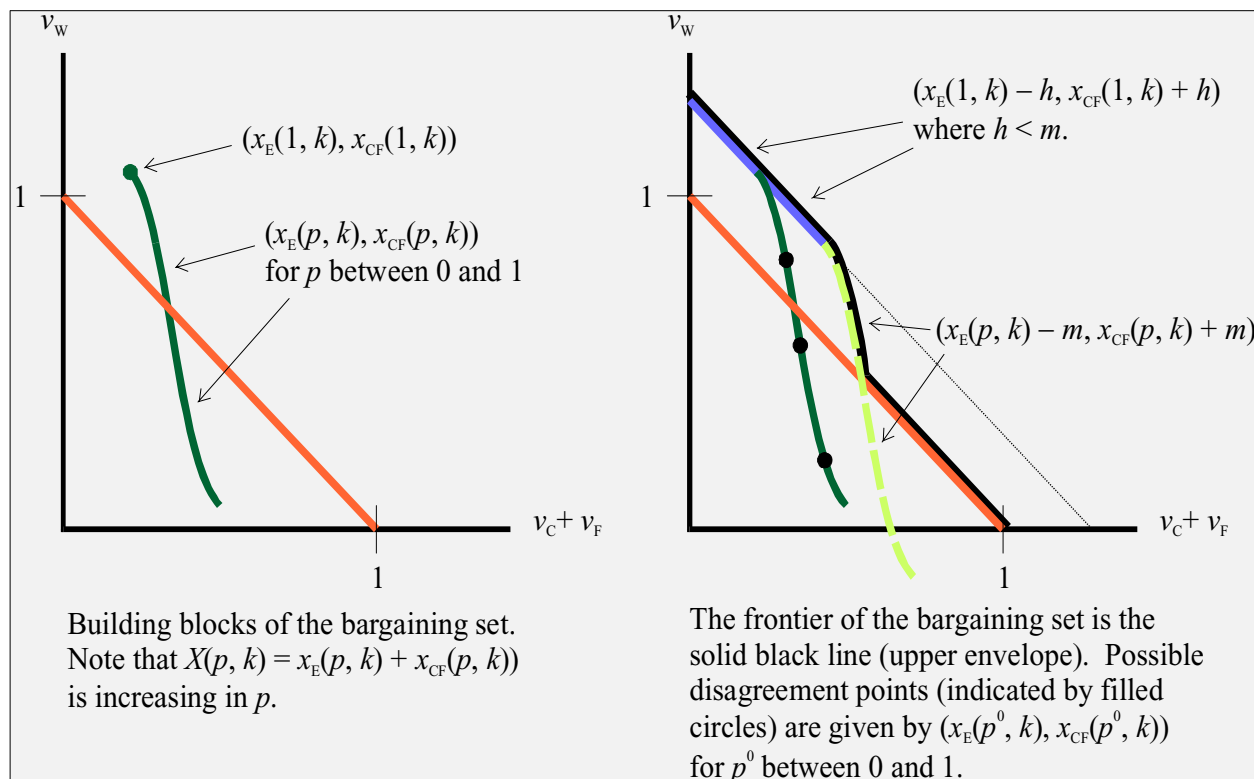 v_W
(x_E(1, k), x_CF(1, k))
1
(x_E(p, k), x_CF(p, k))
for p between 0 and 1
v_C + v_F
1
Building blocks of the bargaining set.
Note that X(p, k) = x_E(p, k) + x_CF(p, k))
is increasing in p.
v_W
(x_E(1, k) – h, x_CF(1, k) + h)
where h < m.
1
(x_E(p, k) – m, x_CF(p, k) + m)
v_C + v_F
1
The frontier of the bargaining set is the
solid black line (upper envelope). Possible
disagreement points (indicated by filled
circles) are given by (x_E(p⁰, k), x_CF(p⁰, k))
for p⁰ between 0 and 1.